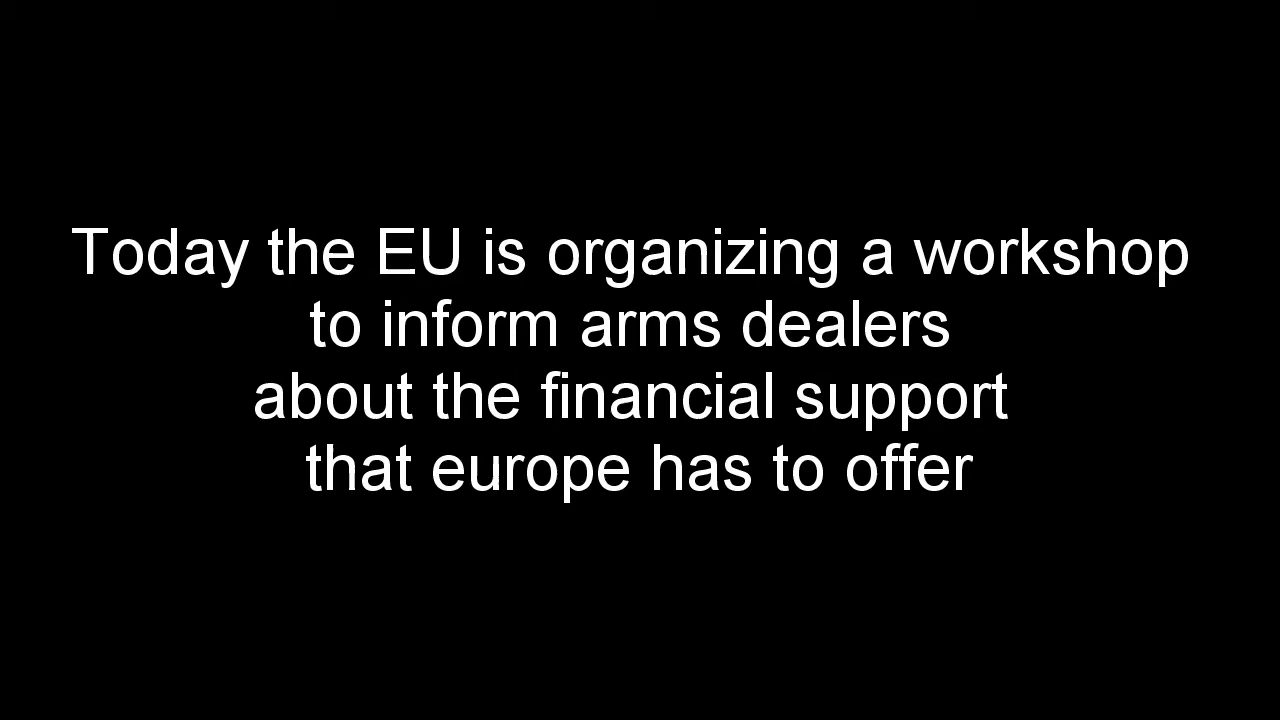 Today the EU is organizing a workshop
to inform arms dealers
about the financial support
that europe has to offer